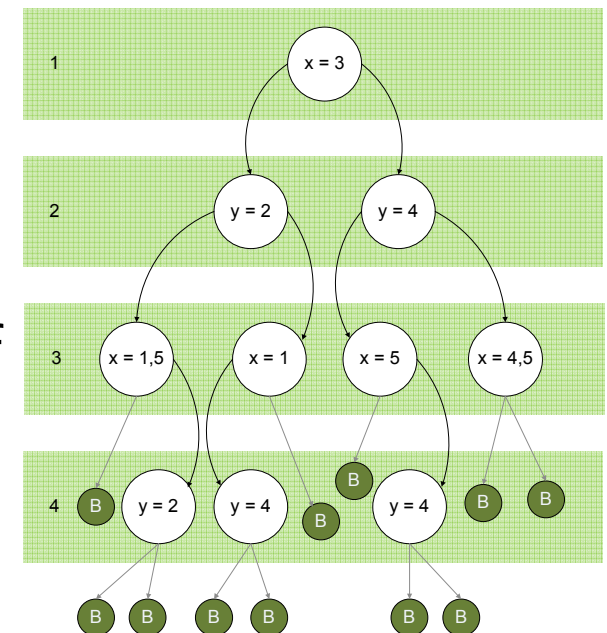 1
x = 3
2
y = 2
y = 4
3
x = 1,5
x = 1
x = 5
x = 4,5
4
B
y = 2
y = 4
B
B
y = 4
B
B
B
B
B
B
B
B